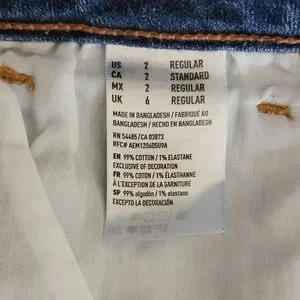 US 2 REGULAR
CA 2 STANDARD
MX 2 REGULAR
UK 6 REGULAR
MADE IN BANGLADESH / FABRIQUÉ AU
BANGLADESH / HECHO EN BANGLADESH
RN 54485/CA 03873
RFC# AEM120605U9A
EN 99% COTTON / 1% ELASTANE
EXCLUSIVE OF DECORATION
FR 99% COTON / 1% ÉLASTHANNE
À L'EXCEPTION DE LA GARNITURE
SP 99% algodón / 1% elastano
EXCEPTO LA DECORACIÓN